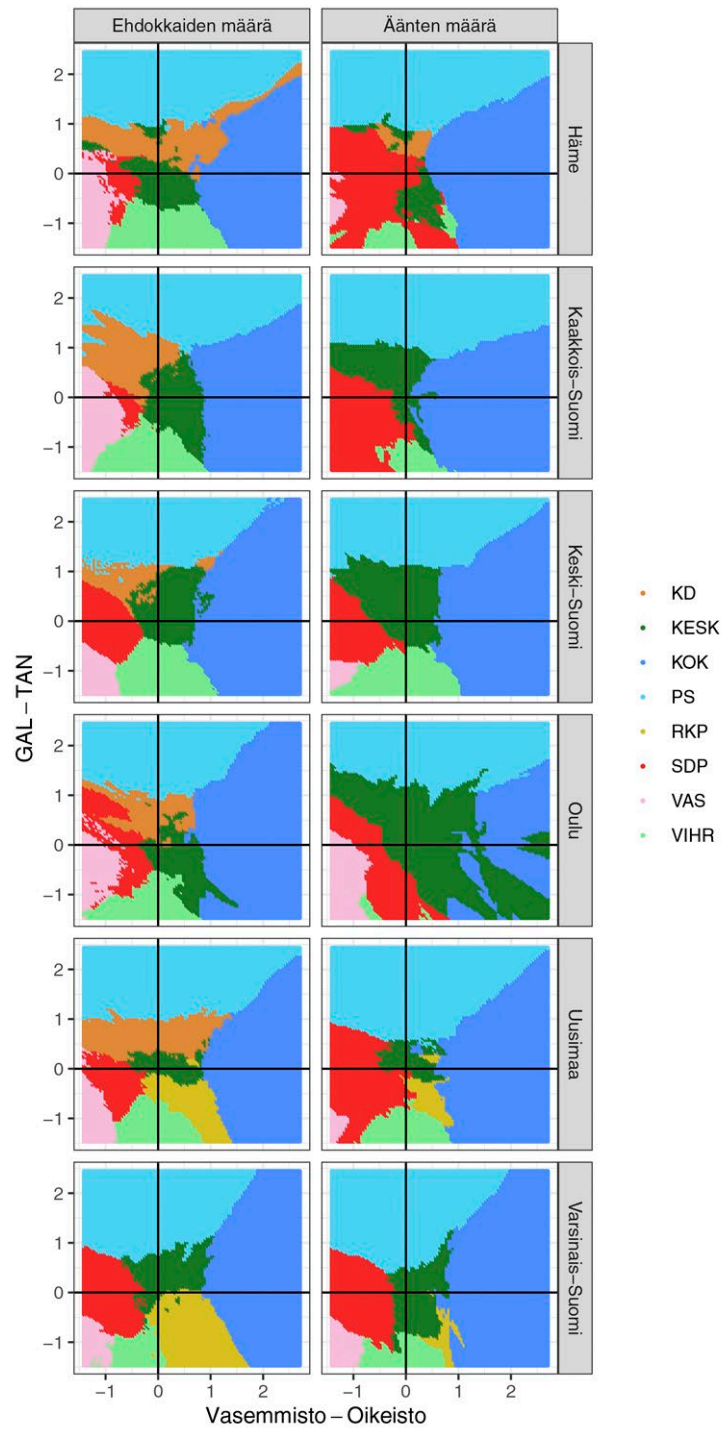 Ehdokkaiden määrä
Äänten määrä
2
1
0
−1
Häme
2
1
0
−1
Kaakkois−Suomi
2
1
0
−1
Keski−Suomi
2
1
0
−1
Oulu
2
1
0
−1
Uusimaa
2
1
0
−1
Varsinais−Suomi
−1 0 1 2
−1 0 1 2
Vasemmisto − Oikeisto
GAL − TAN
KD
KESK
KOK
PS
RKP
SDP
VAS
VIHR